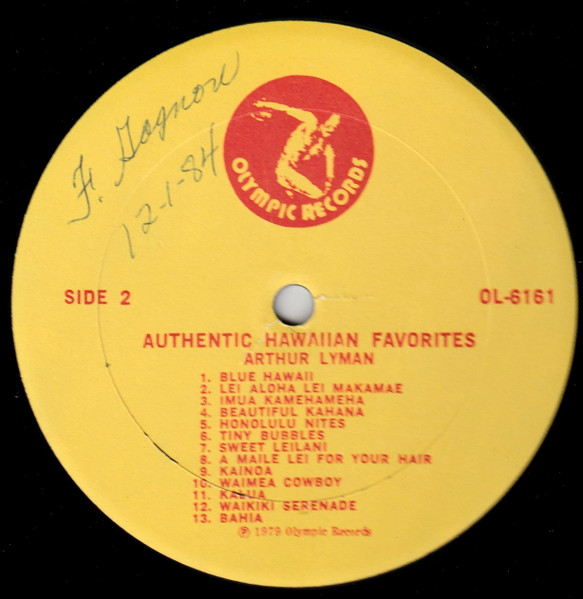 F. Gagnon
12-1-84
OLYMPIC RECORDS
SIDE 2
OL-6161
AUTHENTIC HAWAIIAN FAVORITES
ARTHUR LYMAN
1. BLUE HAWAII
2. LEI ALOHA LEI MAKAMAE
3. IMUA KAMEHAMEHA
4. BEAUTIFUL KAHANA
5. HONOLULU NITES
6. TINY BUBBLES
7. SWEET LEILANI
8. A MAILE LEI FOR YOUR HAIR
9. KAINOA
10. WAIMEA COWBOY
11. KALUA
12. WAIKIKI SERENADE
13. BAHIA
℗ 1979 Olympic Records